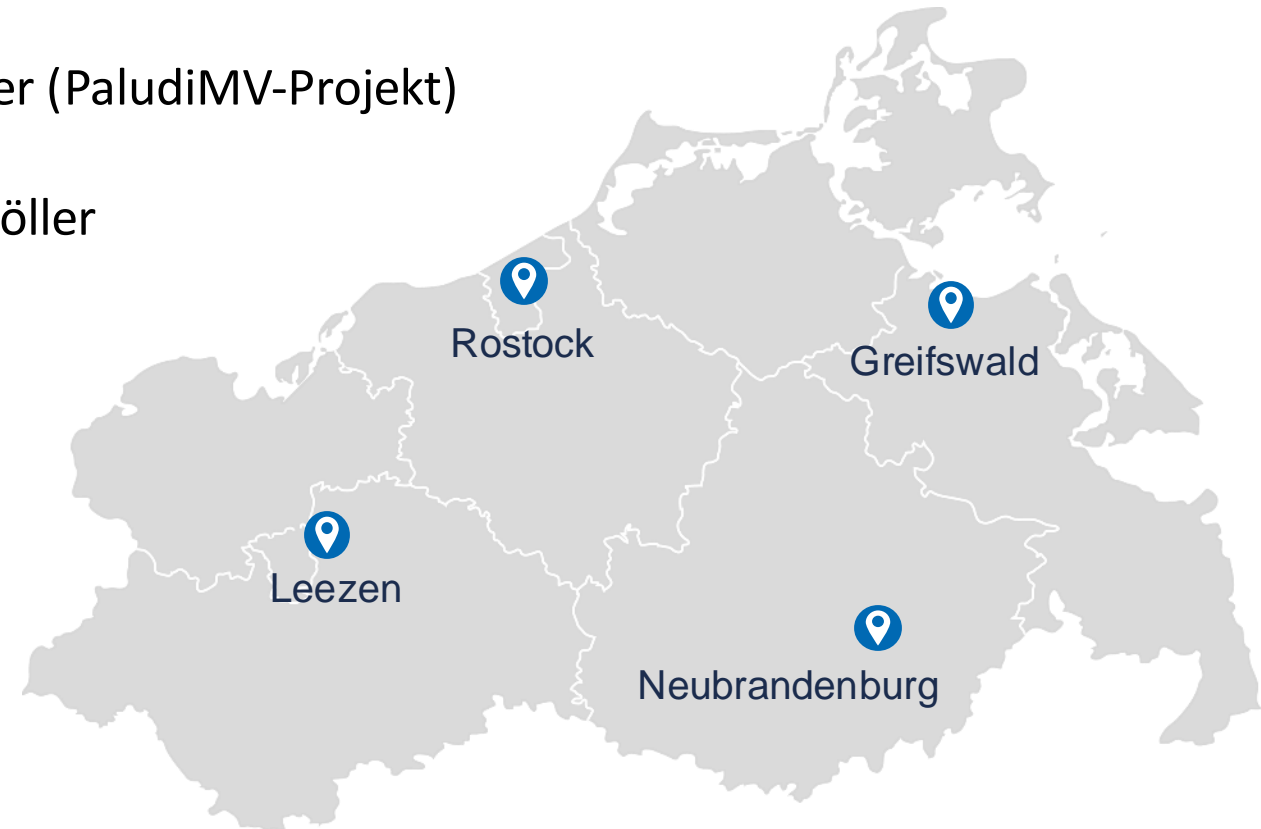 er (PaludiMV-Projekt)
öller
Rostock
Greifswald
Leezen
Neubrandenburg